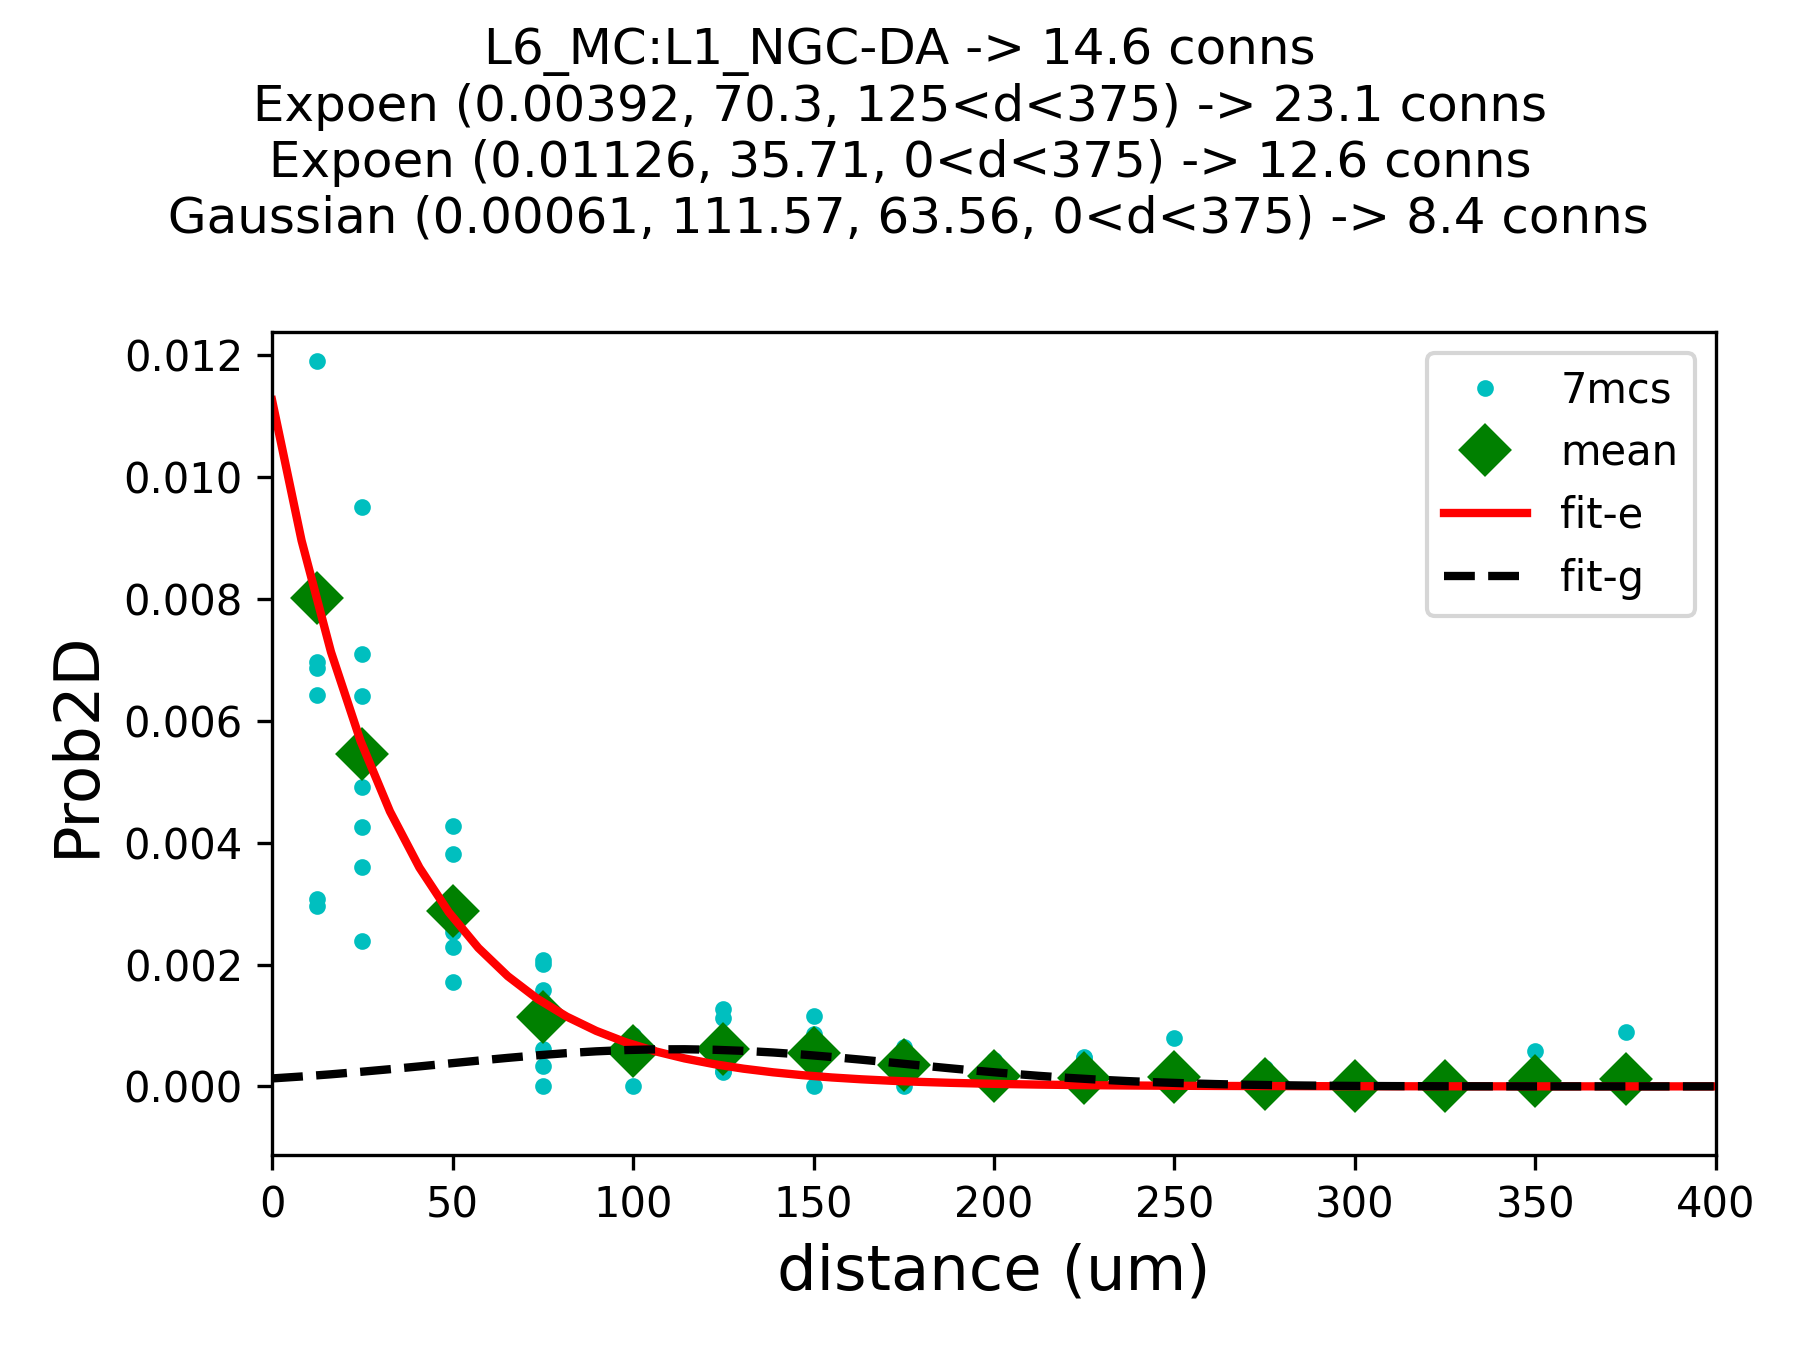 L6_MC:L1_NGC-DA -> 14.6 conns
Expoen (0.00392, 70.3, 125<d<375) -> 23.1 conns
Expoen (0.01126, 35.71, 0<d<375) -> 12.6 conns
Gaussian (0.00061, 111.57, 63.56, 0<d<375) -> 8.4 conns
0.012
0.010
0.008
0.006
0.004
0.002
0.000
Prob2D
7mcs
mean
fit-e
fit-g
0 50 100 150 200 250 300 350 400
distance (um)